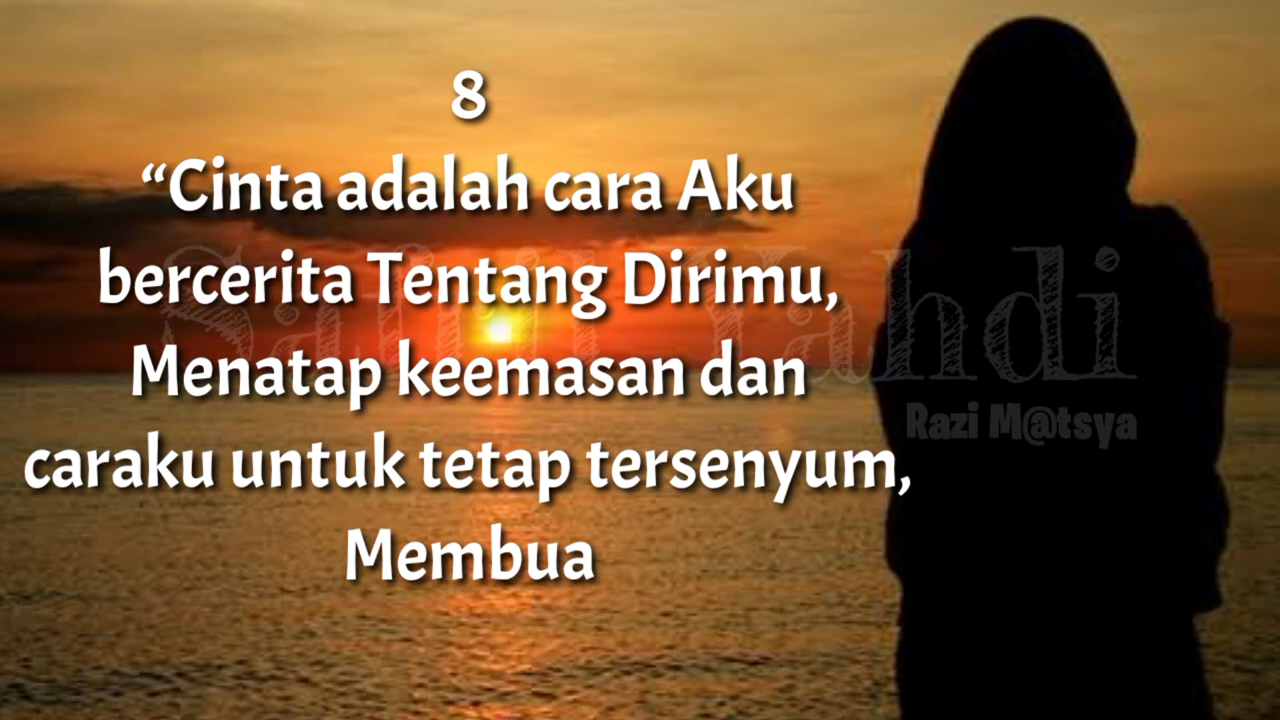 8
“Cinta adalah cara Aku
bercerita Tentang Dirimu,
Menatap keemasan dan
caraku untuk tetap tersenyum,
Membua
Razi M@tsya